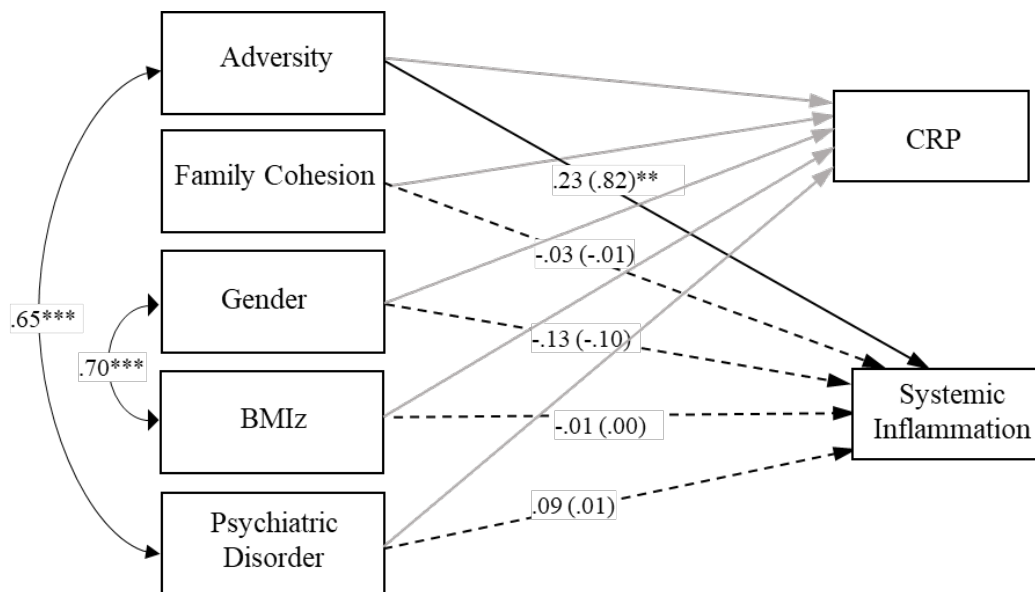 Adversity
CRP
Family Cohesion
.23 (.82)**
-.03 (-.01)
Gender
.65***
-.13 (-.10)
.70***
BMIz
-.01 (.00)
Systemic
Inflammation
.09 (.01)
Psychiatric
Disorder